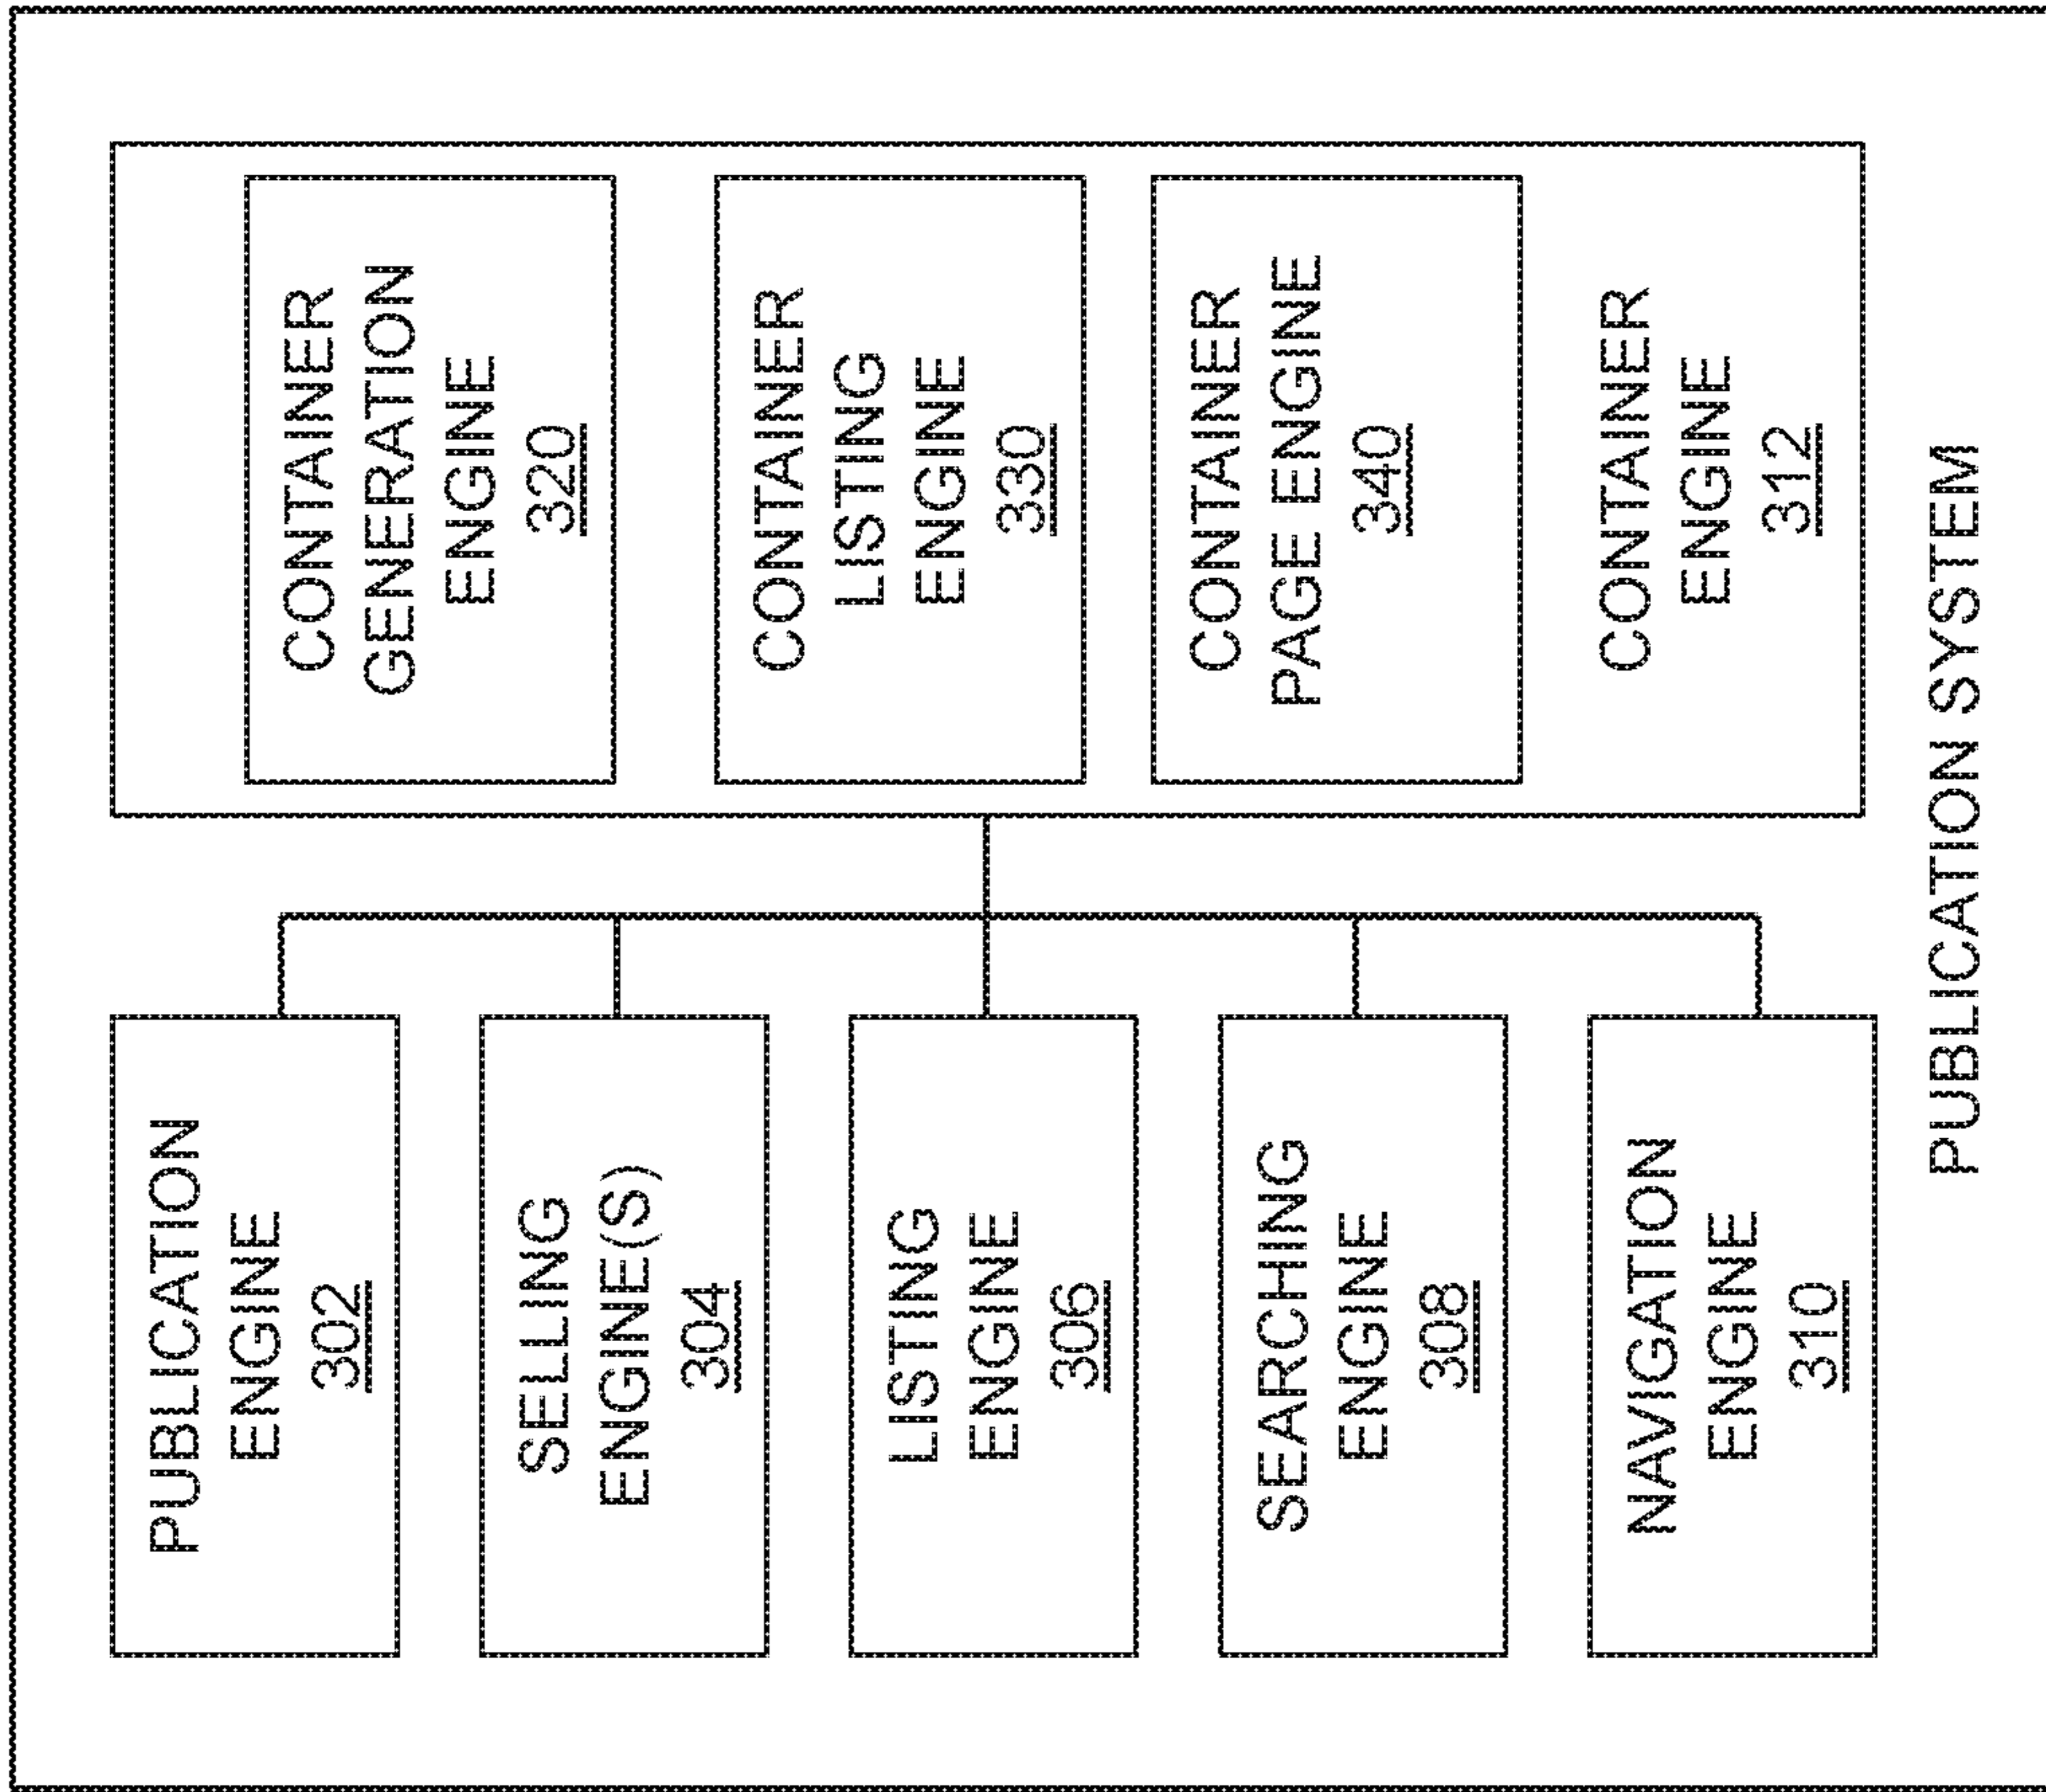 PUBLICATION
ENGINE
302
SELLING
ENGINE(S)
304
LISTING
ENGINE
306
SEARCHING
ENGINE
308
NAVIGATION
ENGINE
310
CONTAINER
GENERATION
ENGINE
320
CONTAINER
LISTING
ENGINE
330
CONTAINER
PAGE ENGINE
340
CONTAINER
ENGINE
312
PUBLICATION SYSTEM